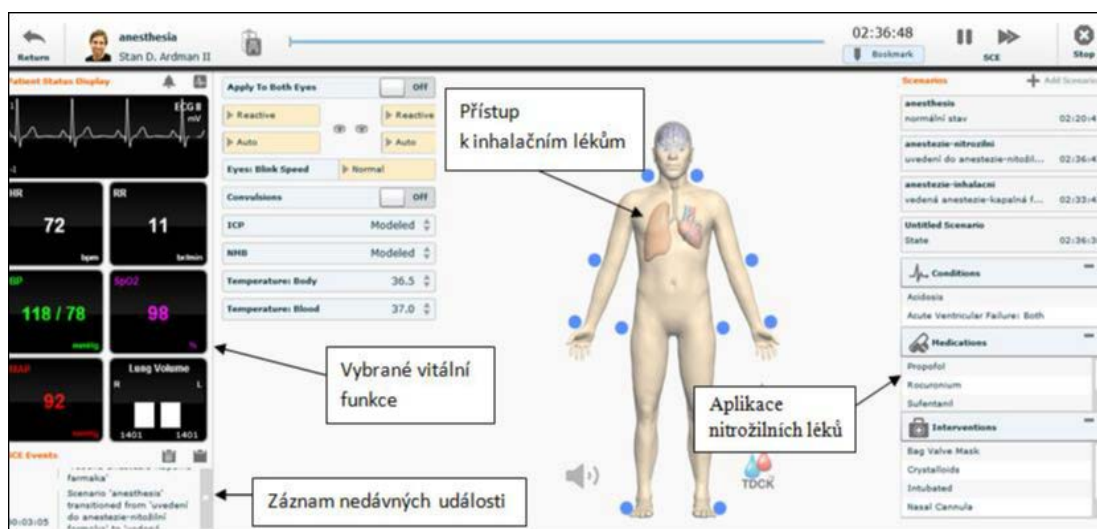 Return
anesthesia
Stan D. Ardman II
02:36:48
Bookmark
SCE
Stop
Patient Status Display
ECG II
mV
HR
72
bpm
RR
11
br/min
118 / 78
mmHg
SpO2
98
%
MAP
92
mmHg
Lung Volume
R
L
1401
1401
SCE Events
farmaka'
Scenario 'anesthesia'
transitioned from 'uvedení
do anestezie-nitožilní
00:03:05
Apply To Both Eyes
Off
Reactive
Reactive
Auto
Auto
Eyes: Blink Speed
Normal
Convulsions
Off
ICP
Modeled
NMB
Modeled
Temperature: Body
36.5
Temperature: Blood
37.0
Přístup
k inhalačním lékům
Vybrané vitální
funkce
Záznam nedávných události
Aplikace
nitrožilních léků
TDCK
Scenarios
Add Scenario
anesthesis
normální stav
02:20:4
anestezie-nitrozilni
uvedení do anestezie-nitožil...
02:36:4
anestezie-inhalacni
vedená anestezie-kapalná f...
02:33:4
Untitled Scenario
State
02:36:3
Conditions
Acidosis
Acute Ventricular Failure: Both
Medications
Propofol
Rocuronium
Sufentanil
Interventions
Bag Valve Mask
Crystalloids
Intubated
Nasal Cannula